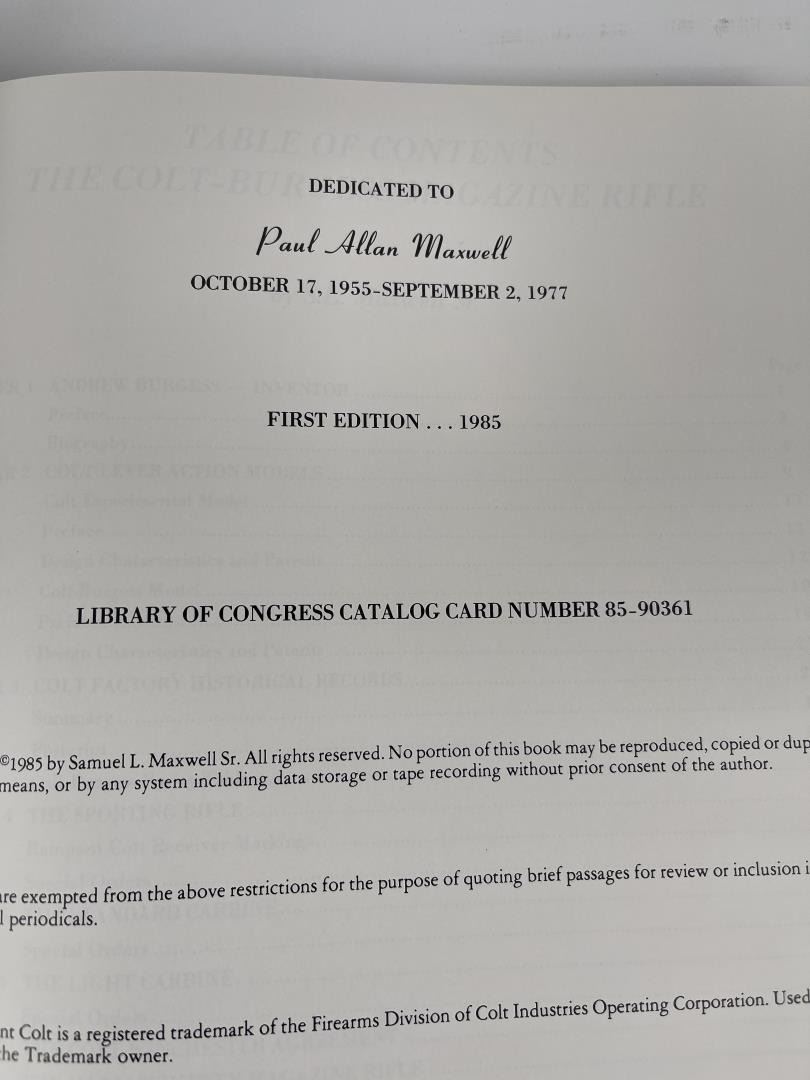 DEDICATED TO
Paul Allan Maxwell
OCTOBER 17, 1955-SEPTEMBER 2, 1977
FIRST EDITION . . . 1985
LIBRARY OF CONGRESS CATALOG CARD NUMBER 85-90361
©1985 by Samuel L. Maxwell Sr. All rights reserved. No portion of this book may be reproduced, copied or dup
means, or by any system including data storage or tape recording without prior consent of the author.
are exempted from the above restrictions for the purpose of quoting brief passages for review or inclusion i
l periodicals.
nt Colt is a registered trademark of the Firearms Division of Colt Industries Operating Corporation. Used
the Trademark owner.